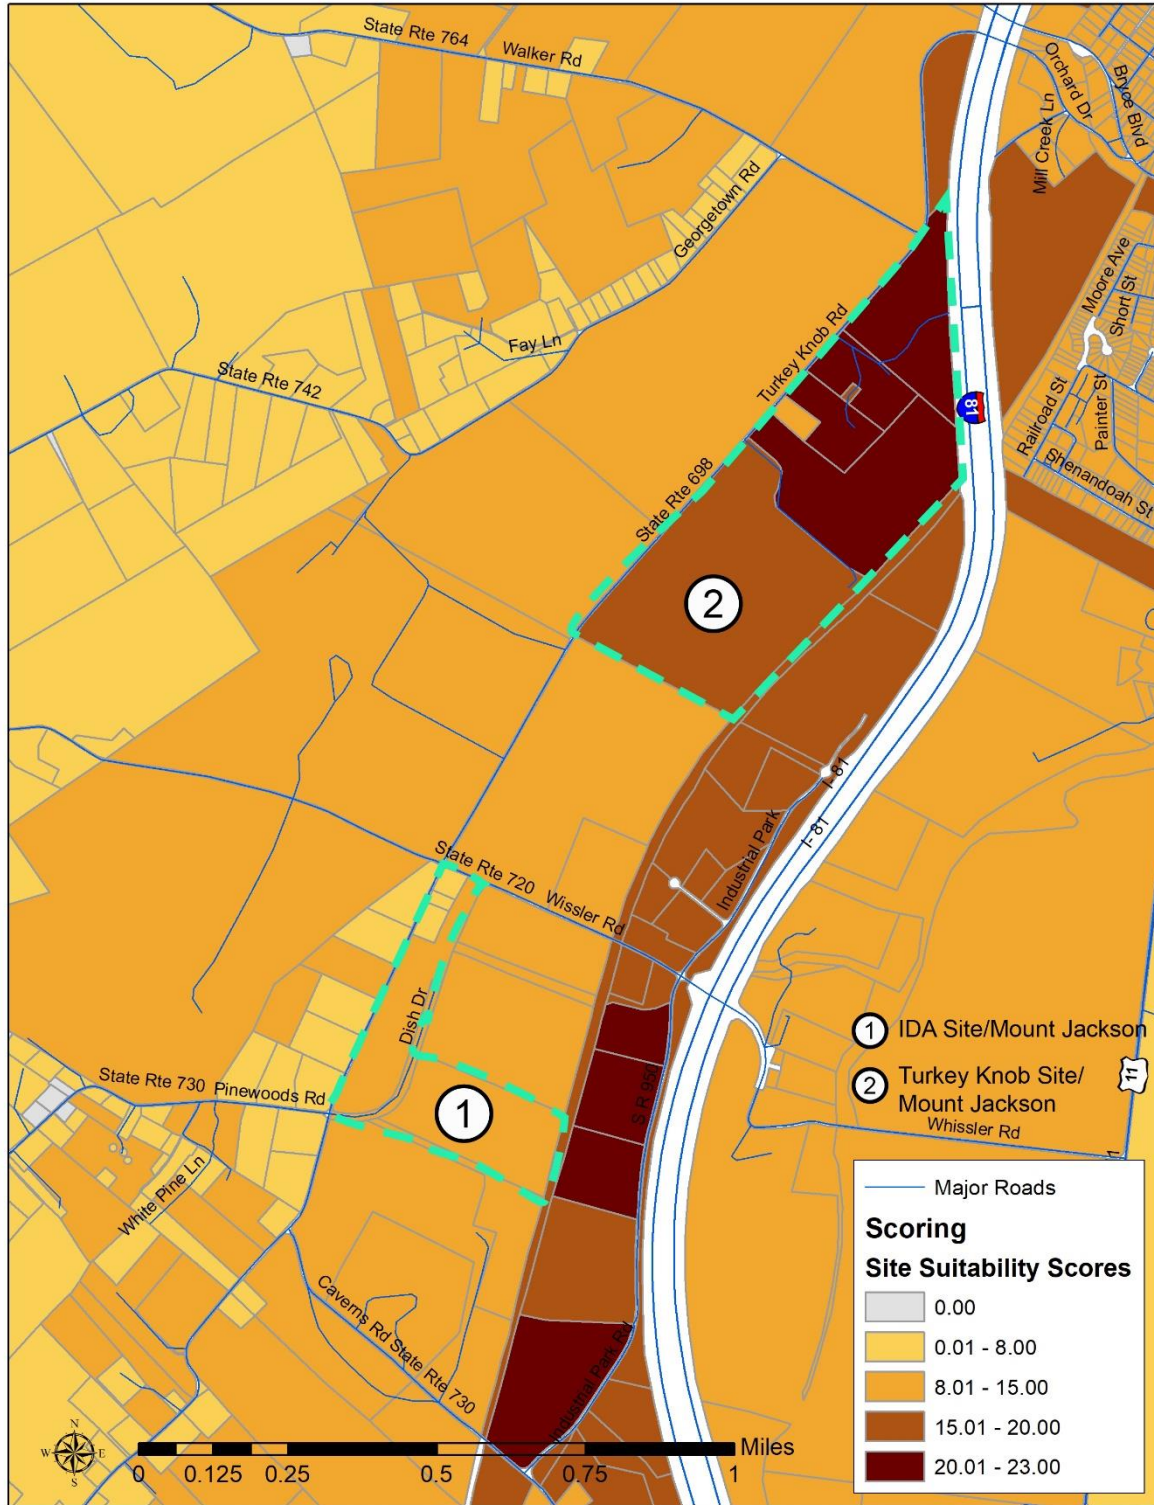 State Rte 764
Walker Rd
Orchard Dr
Bryce Blvd
Mill Creek Ln
Georgetown Rd
Moore Ave
Short St
Fay Ln
Turkey Knob Rd
State Rte 742
81
Railroad St
Painter St
Shenandoah St
State Rte 698
2
I- 81
I- 81
Industrial Park
State Rte 720
Wissler Rd
Dish Dr
1 IDA Site/Mount Jackson
2 Turkey Knob Site/
Mount Jackson
11
State Rte 730
Pinewoods Rd
1
S R 950
Whissler Rd
11
White Pine Ln
Caverns Rd State Rte 730
Industrial Park Rd
Major Roads
Scoring
Site Suitability Scores
0.00
0.01 - 8.00
8.01 - 15.00
15.01 - 20.00
20.01 - 23.00
N
W E
S
Miles
0 0.125 0.25 0.5 0.75 1